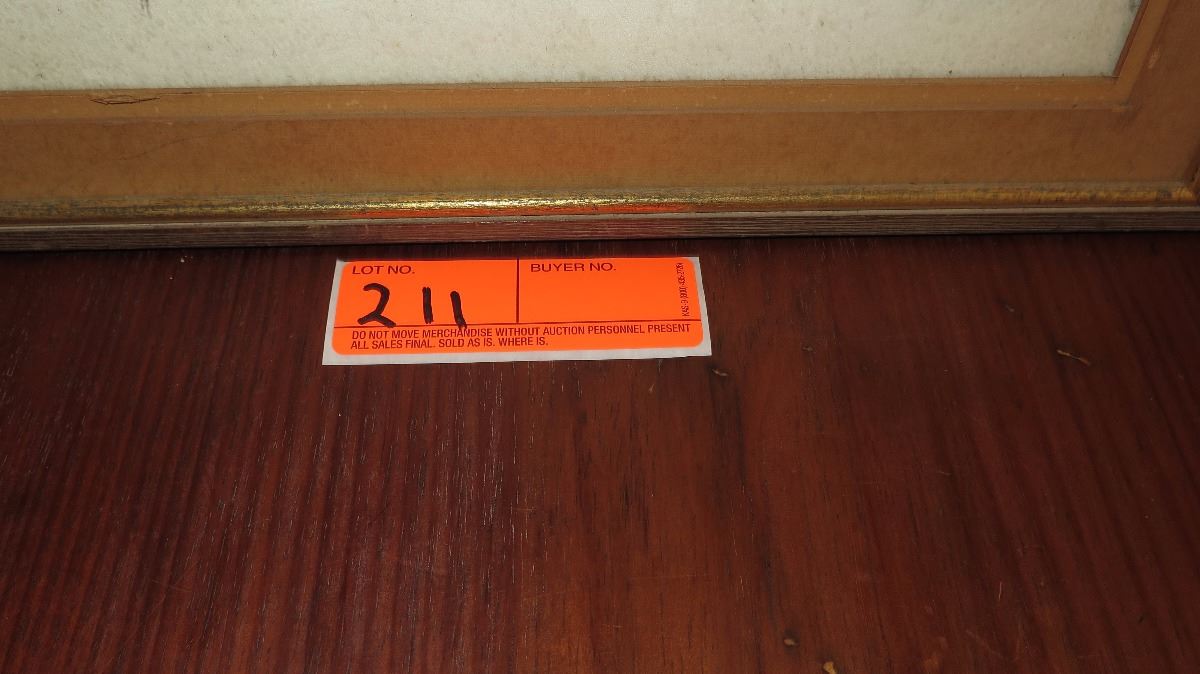 LOT NO.
BUYER NO.
211
DO NOT MOVE MERCHANDISE WITHOUT AUCTION PERSONNEL PRESENT
ALL SALES FINAL. SOLD AS IS. WHERE IS.